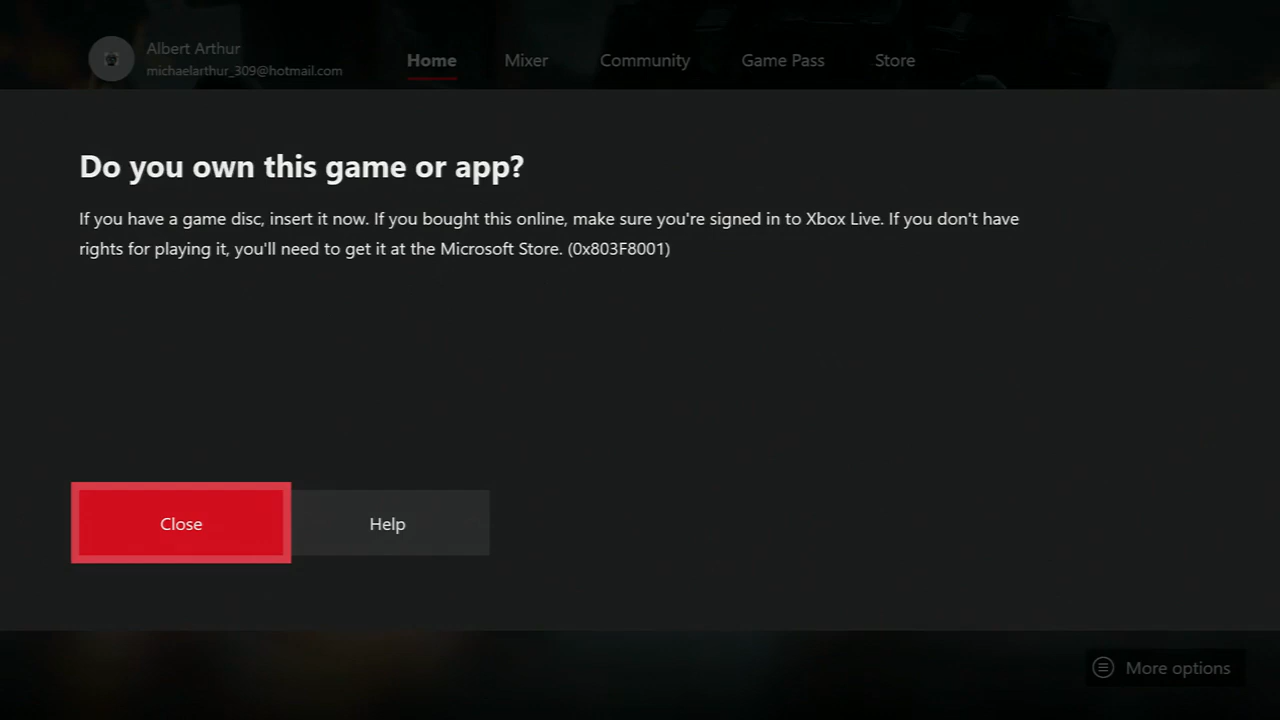 Albert Arthur
michaelarthur_309@hotmail.com
Home Mixer Community Game Pass Store
Do you own this game or app?
If you have a game disc, insert it now. If you bought this online, make sure you're signed in to Xbox Live. If you don't have
rights for playing it, you'll need to get it at the Microsoft Store. (0x803F8001)
Close Help
More options